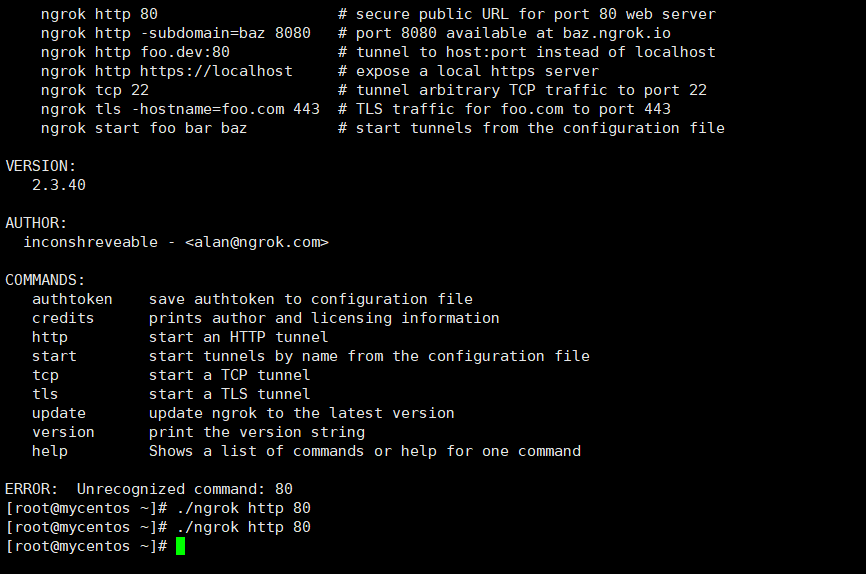 ngrok http 80                    # secure public URL for port 80 web server
ngrok http -subdomain=baz 8080   # port 8080 available at baz.ngrok.io
ngrok http foo.dev:80            # tunnel to host:port instead of localhost
ngrok http https://localhost     # expose a local https server
ngrok tcp 22                     # tunnel arbitrary TCP traffic to port 22
ngrok tls -hostname=foo.com 443  # TLS traffic for foo.com to port 443
ngrok start foo bar baz          # start tunnels from the configuration file
VERSION:
2.3.40
AUTHOR:
inconshreveable - <alan@ngrok.com>
COMMANDS:
authtoken    save authtoken to configuration file
credits      prints author and licensing information
http         start an HTTP tunnel
start        start tunnels by name from the configuration file
tcp          start a TCP tunnel
tls          start a TLS tunnel
update       update ngrok to the latest version
version      print the version string
help         Shows a list of commands or help for one command
ERROR:  Unrecognized command: 80
[root@mycentos ~]# ./ngrok http 80
[root@mycentos ~]# ./ngrok http 80
[root@mycentos ~]#